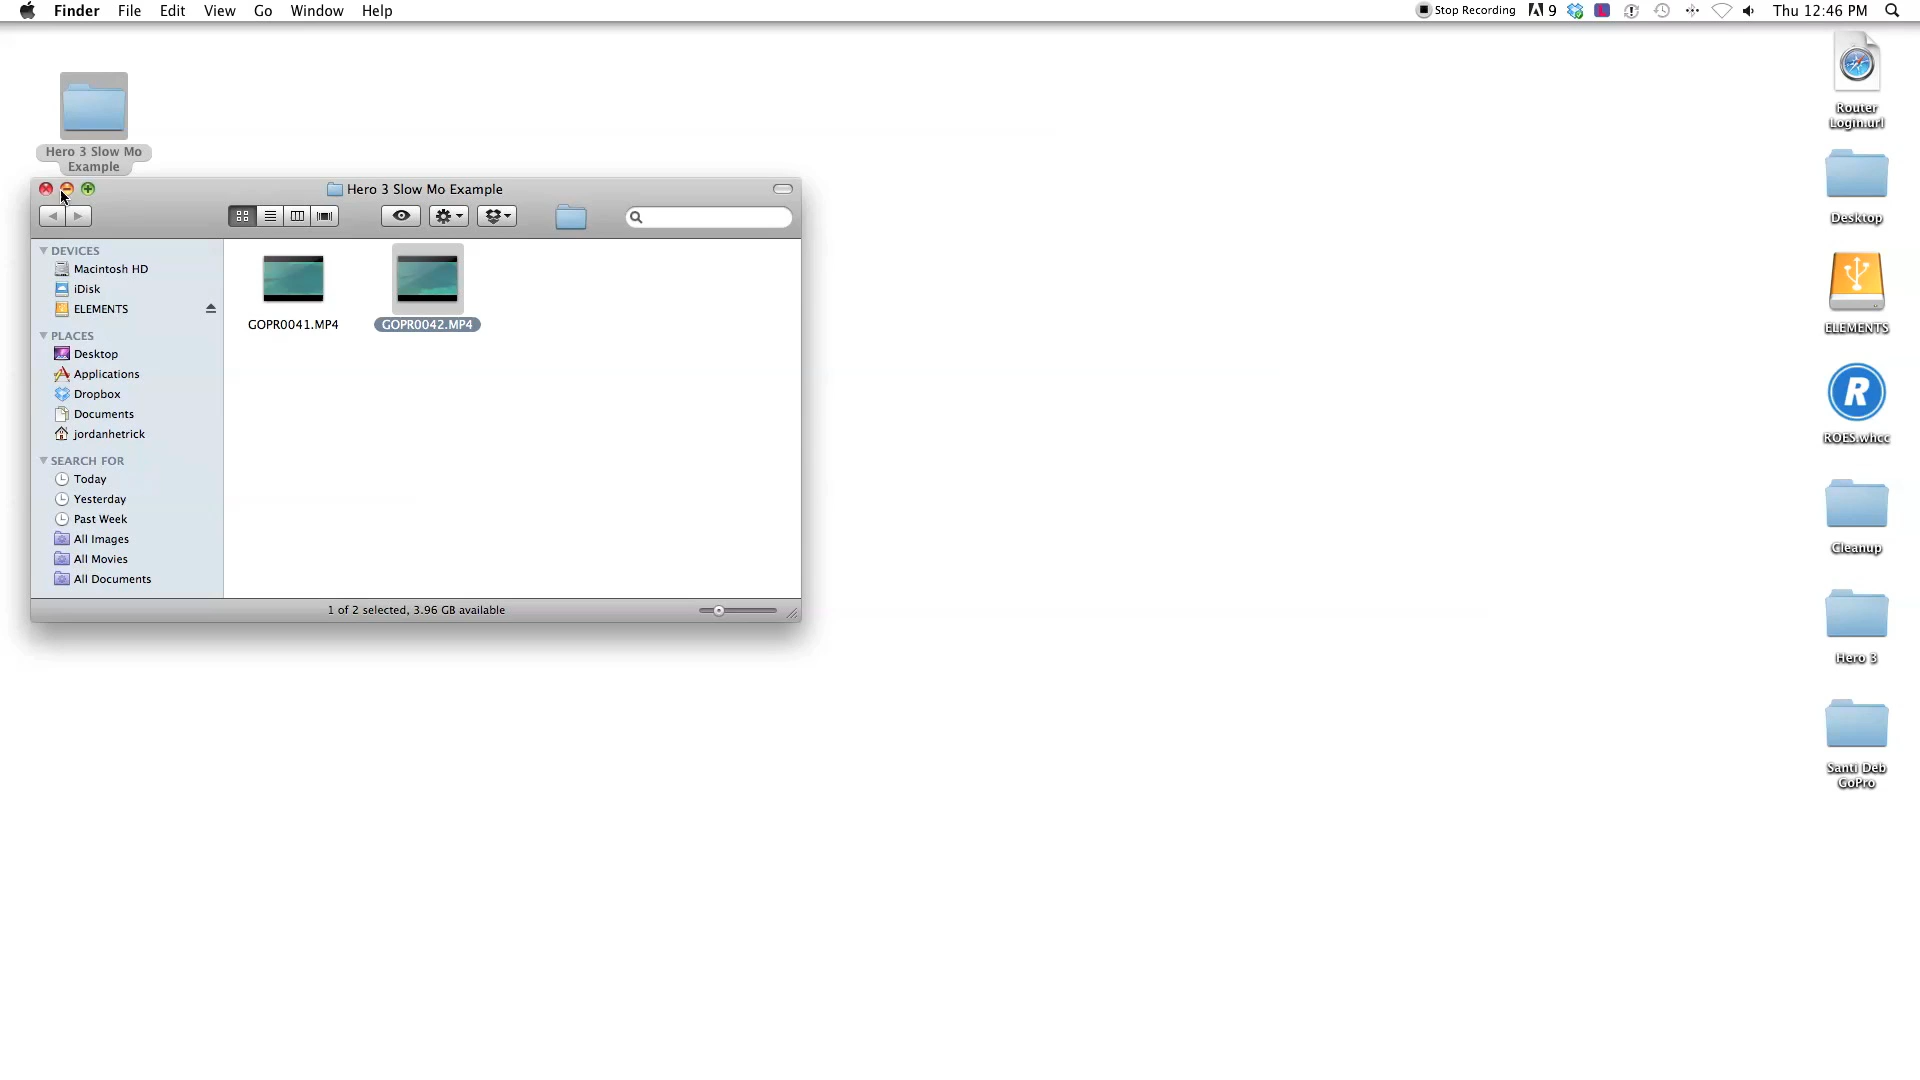 Finder File Edit View Go Window Help
Stop Recording 9 Thu 12:46 PM
Hero 3 Slow Mo
Example
Hero 3 Slow Mo Example
DEVICES
Macintosh HD
iDisk
ELEMENTS
PLACES
Desktop
Applications
Dropbox
Documents
jordanhetrick
SEARCH FOR
Today
Yesterday
Past Week
All Images
All Movies
All Documents
GOPR0041.MP4
GOPR0042.MP4
1 of 2 selected, 3.96 GB available
Router
Login.url
Desktop
ELEMENTS
R
ROES.whcc
Cleanup
Hero 3
Santi Deb
GoPro